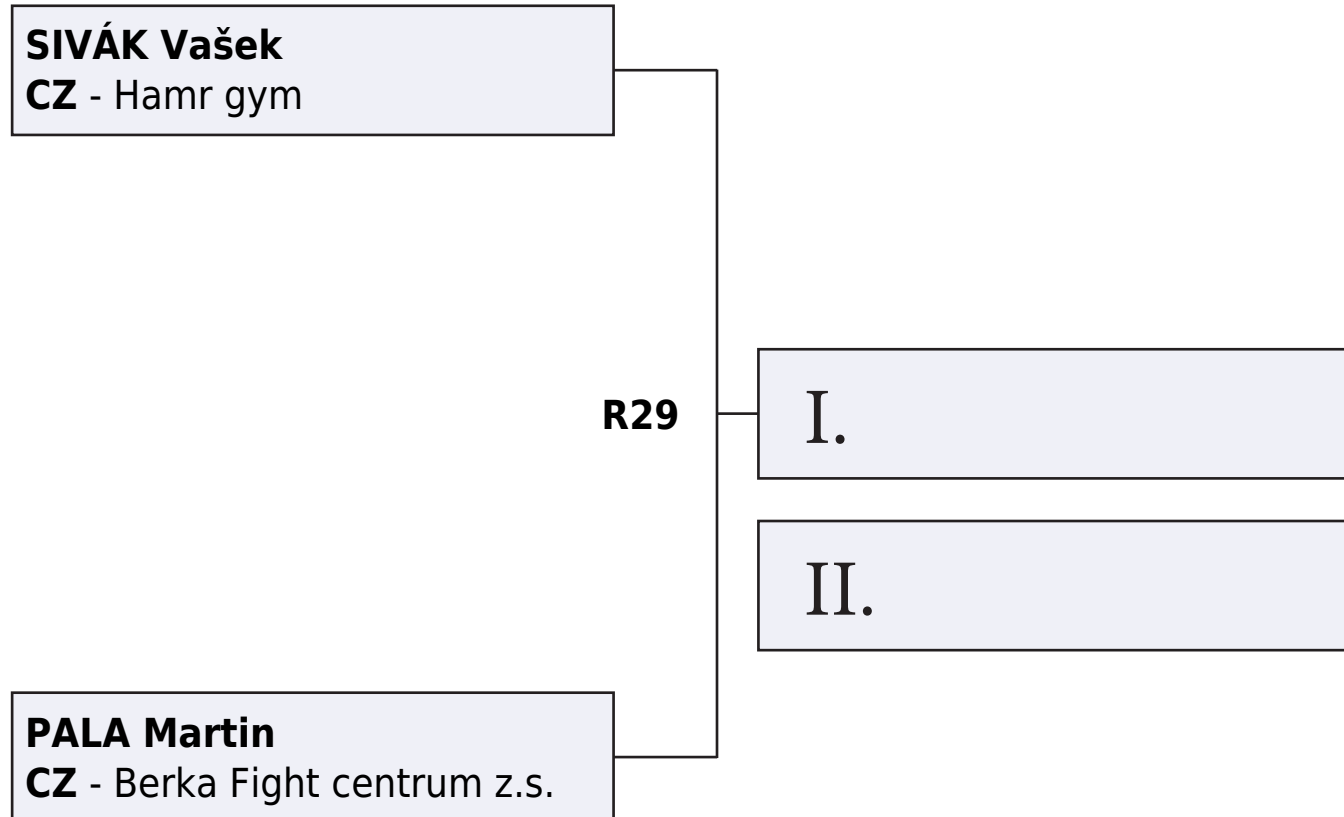 SIVÁK Vašek
CZ - Hamr gym
R29
I.
II.
PALA Martin
CZ - Berka Fight centrum z.s.